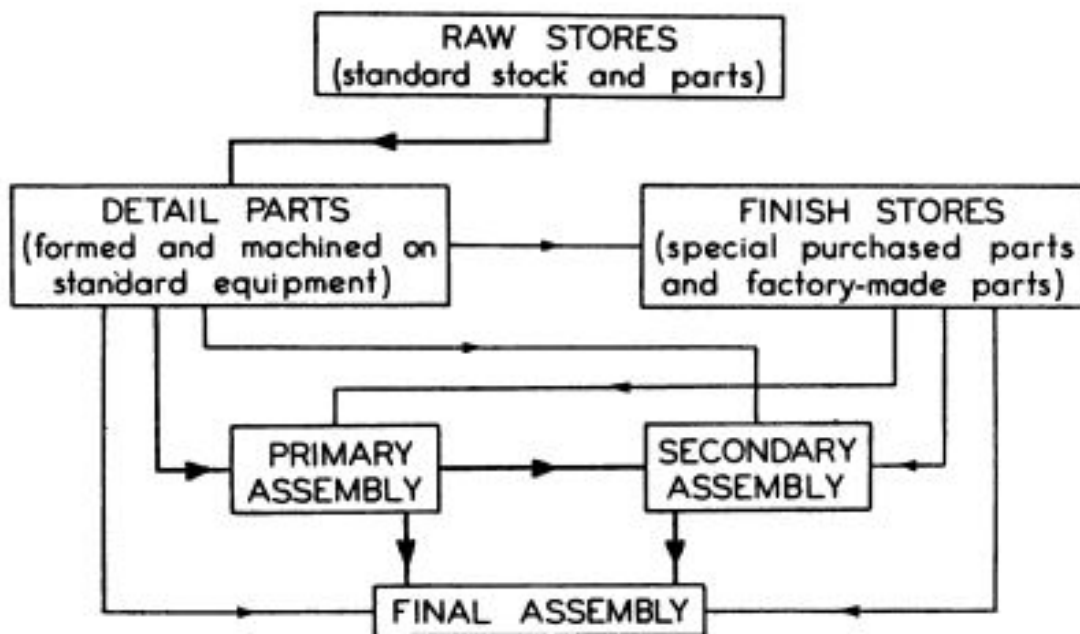 RAW STORES
(standard stock and parts)
DETAIL PARTS
(formed and machined on
standard equipment)
FINISH STORES
(special purchased parts
and factory-made parts)
PRIMARY
ASSEMBLY
SECONDARY
ASSEMBLY
FINAL ASSEMBLY